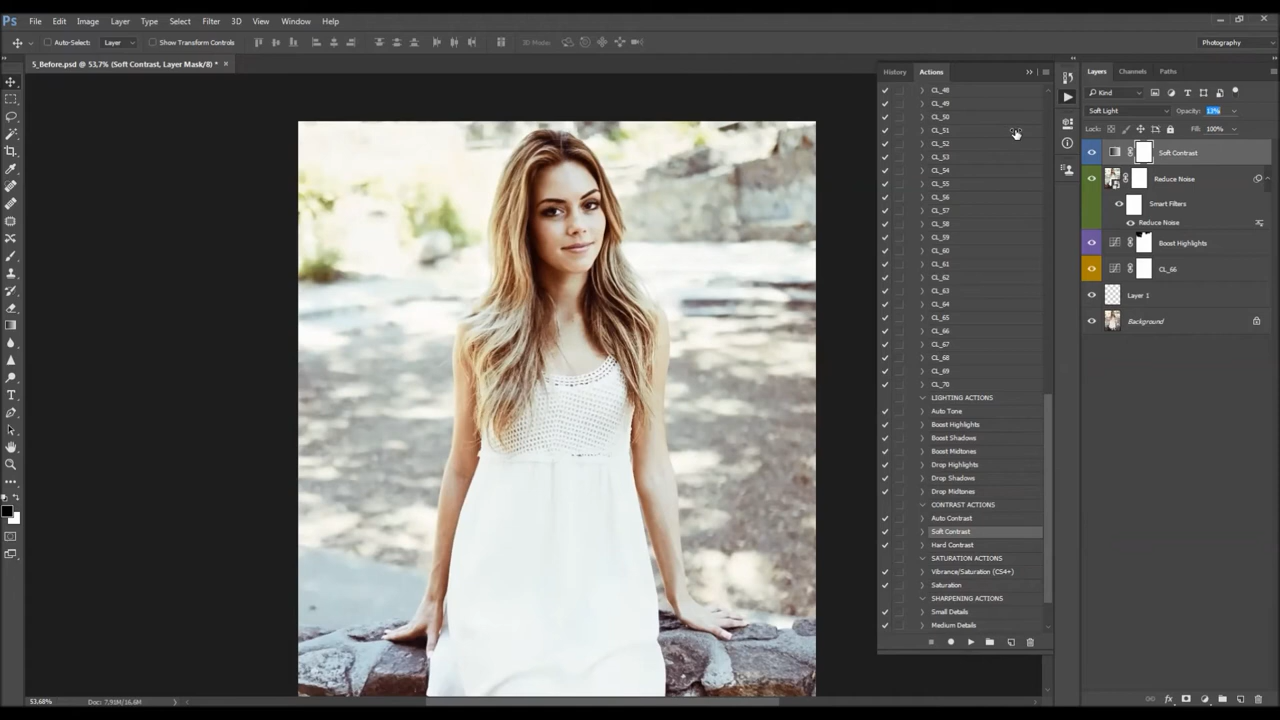 Ps File Edit Image Layer Type Select Filter 3D View Window Help
Auto-Select: Layer Show Transform Controls 3D Mode: Photography
5_Before.psd @ 53,7% (Soft Contrast, Layer Mask/8) * ×
History Actions
CL_48
CL_49
CL_50
CL_51
CL_52
CL_53
CL_54
CL_55
CL_56
CL_57
CL_58
CL_59
CL_60
CL_61
CL_62
CL_63
CL_64
CL_65
CL_66
CL_67
CL_68
CL_69
CL_70
LIGHTING ACTIONS
Auto Tone
Boost Highlights
Boost Shadows
Boost Midtones
Drop Highlights
Drop Shadows
Drop Midtones
CONTRAST ACTIONS
Auto Contrast
Soft Contrast
Hard Contrast
SATURATION ACTIONS
Vibrance/Saturation (CS4+)
Saturation
SHARPENING ACTIONS
Small Details
Medium Details
Layers Channels Paths
Kind
Soft Light Opacity: 13%
Lock: Fill: 100%
Soft Contrast
Reduce Noise
Smart Filters
Reduce Noise
Boost Highlights
CL_66
Layer 1
Background
fx
53.68% Doc: 7.91M/16.6M